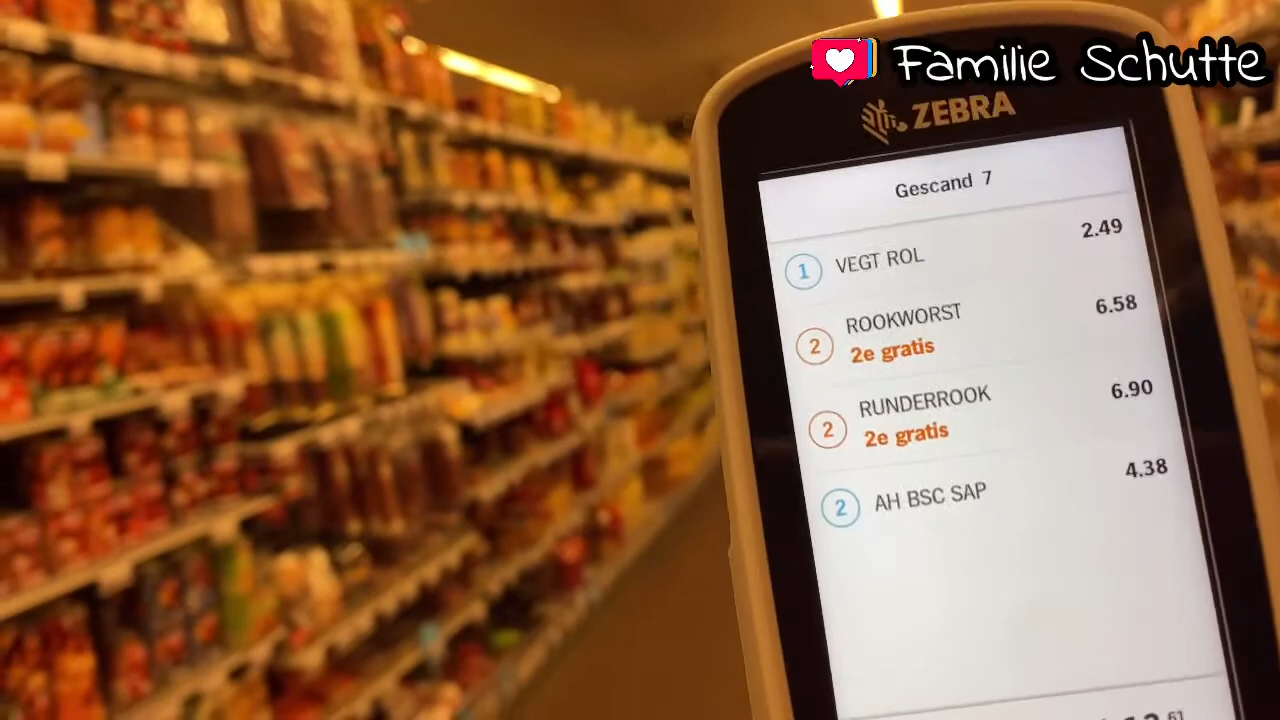 Familie Schutte
ZEBRA
Gescand 7
1 VEGT ROL 2.49
2 ROOKWORST 6.58
2e gratis
2 RUNDERROOK 6.90
2e gratis
2 AH BSC SAP 4.38